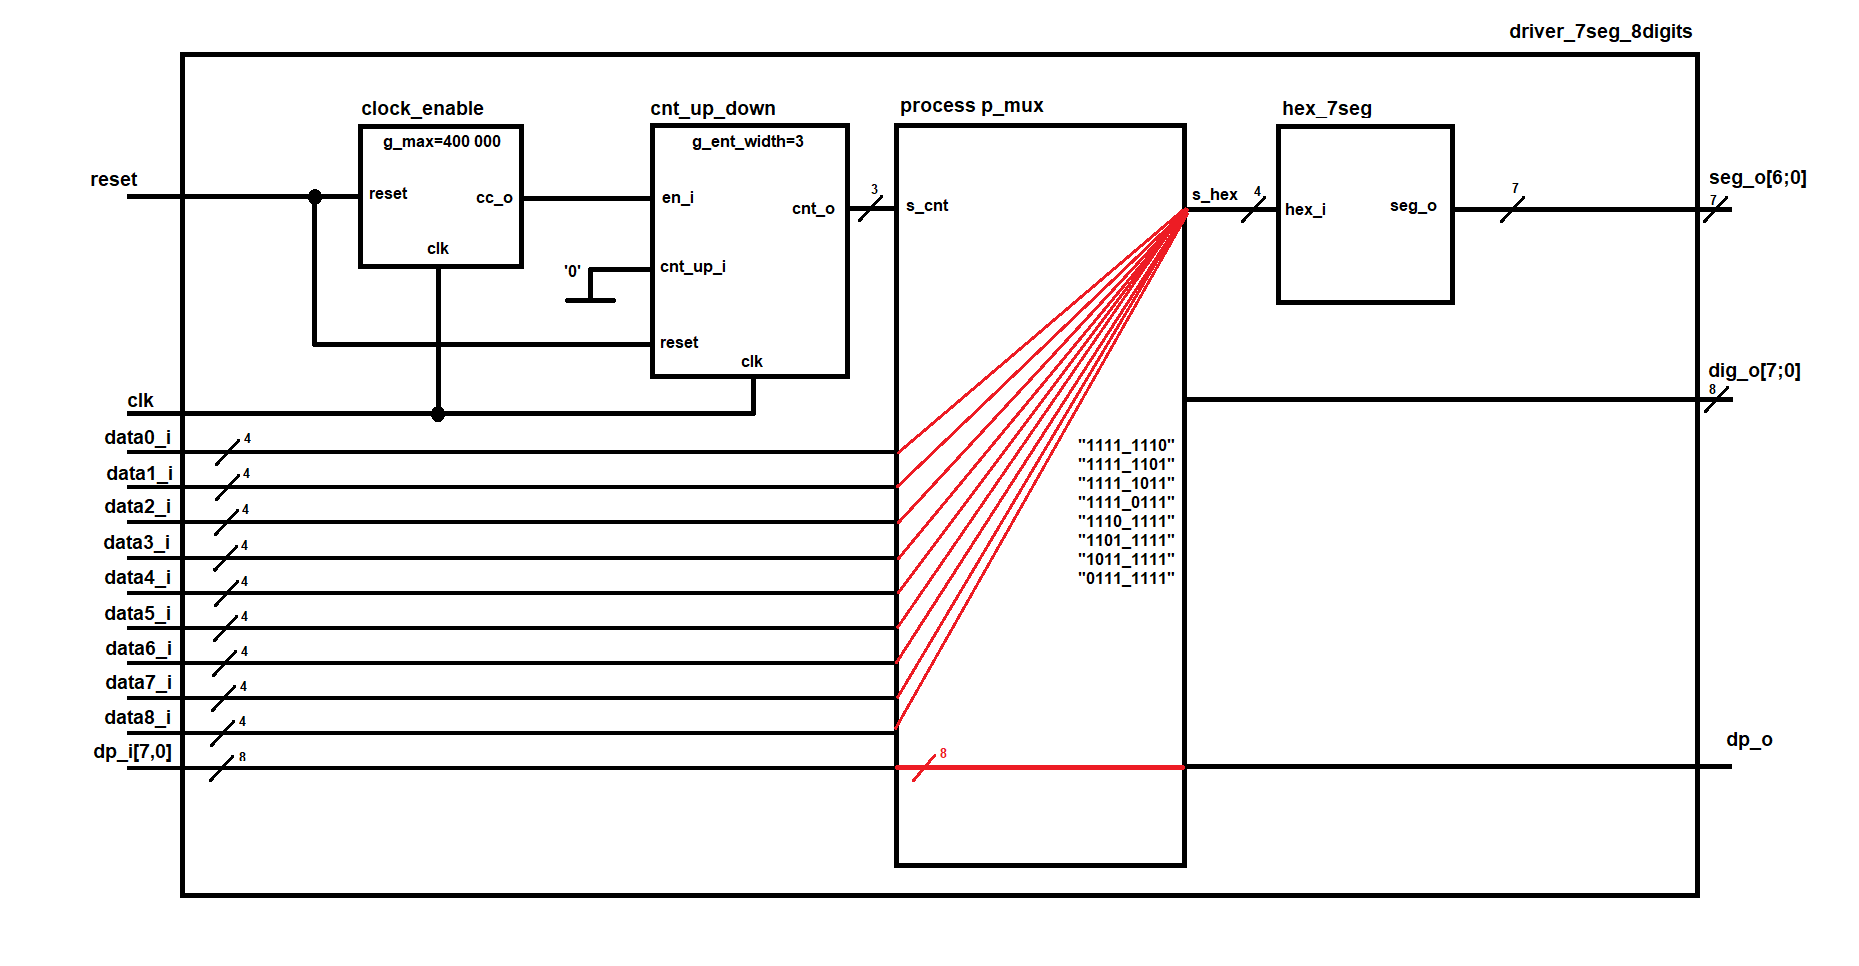 driver_7seg_8digits
clock_enable
g_max=400 000
reset
cc_o
clk
cnt_up_down
g_ent_width=3
en_i
cnt_up_i
'0'
reset
clk
cnt_o
3
process p_mux
s_cnt
s_hex
4
hex_7seg
hex_i
seg_o
7
seg_o[6;0]
7
dig_o[7;0]
8
reset
clk
data0_i
4
data1_i
4
data2_i
4
data3_i
4
data4_i
4
data5_i
4
data6_i
4
data7_i
4
data8_i
4
dp_i[7,0]
8
8
"1111_1110"
"1111_1101"
"1111_1011"
"1111_0111"
"1110_1111"
"1101_1111"
"1011_1111"
"0111_1111"
dp_o